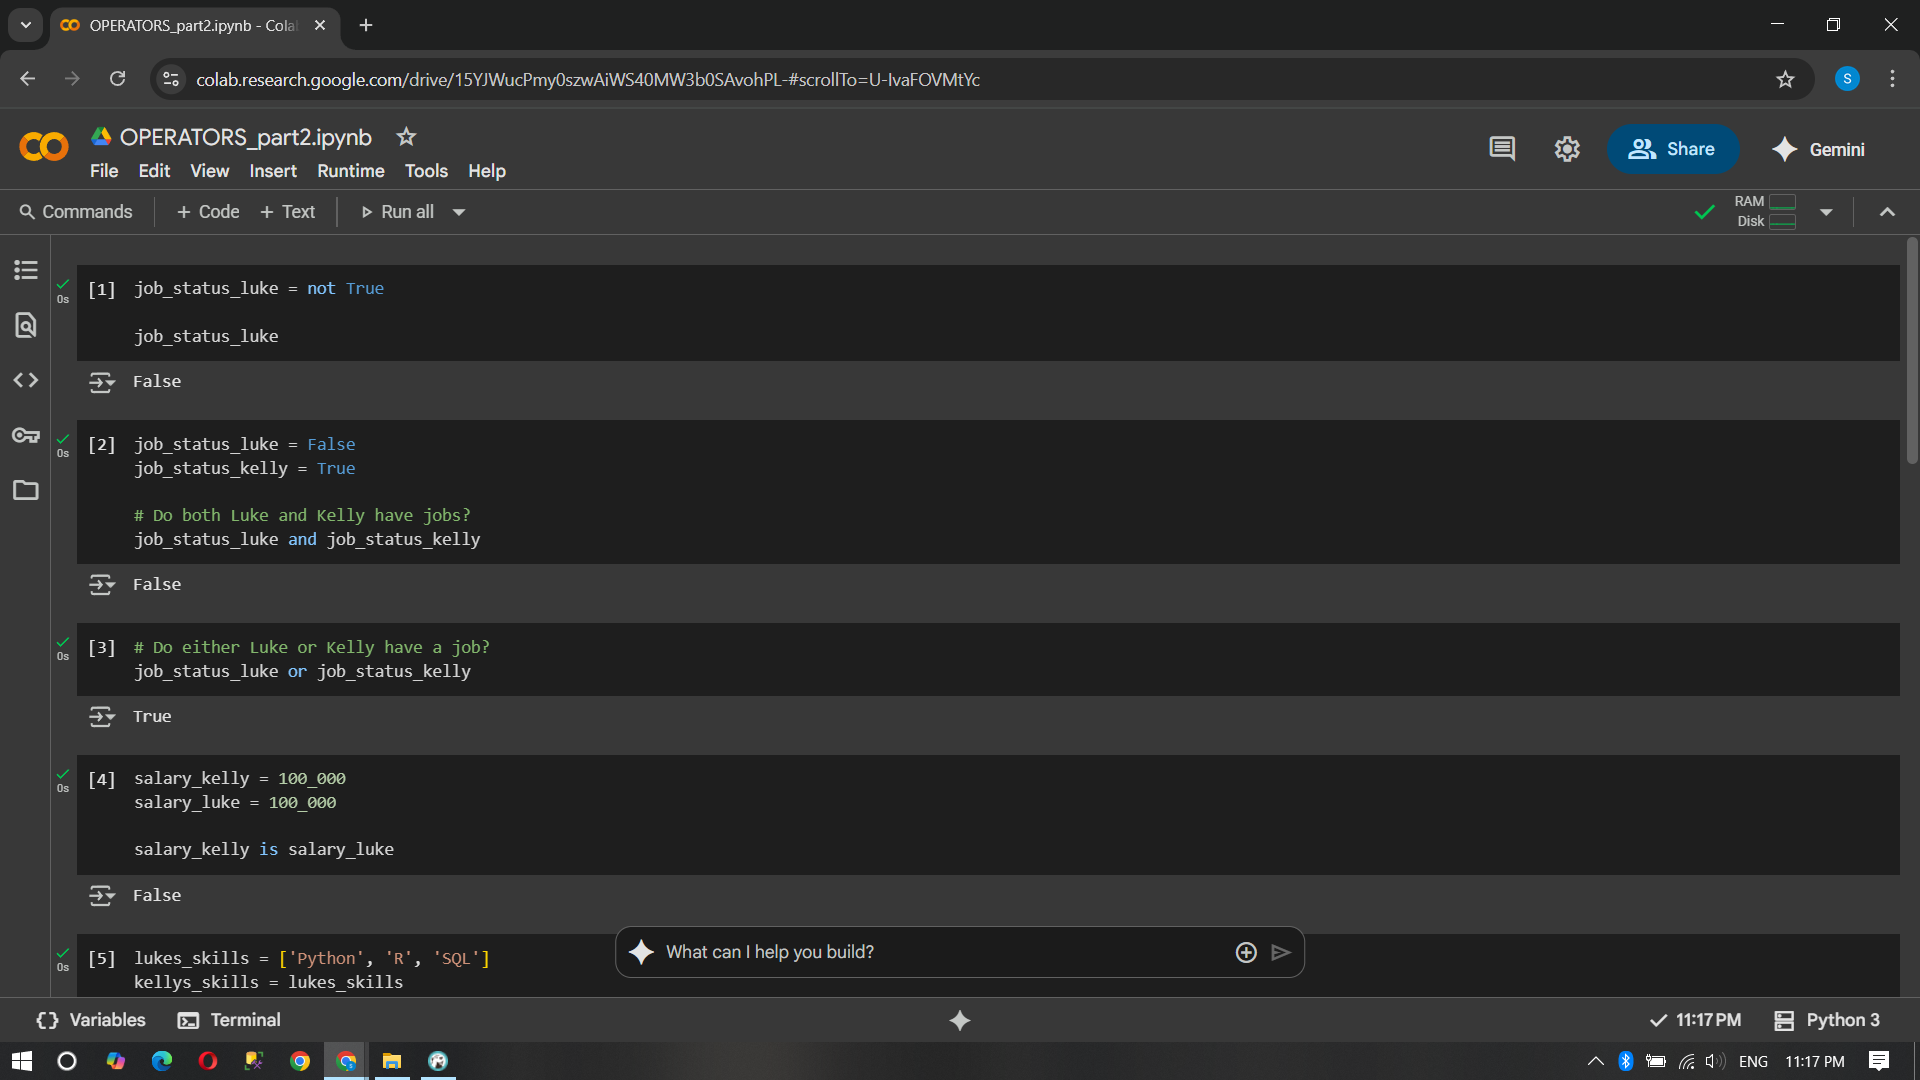 OPERATORS_part2.ipynb - Cola
colab.research.google.com/drive/15YJWucPmy0szwAiWS40MW3b0SAvohPL-#scrollTo=U-IvaFOVMtYc
S
OPERATORS_part2.ipynb
File Edit View Insert Runtime Tools Help
Share
Gemini
Commands + Code + Text Run all
RAM
Disk
[1] job_status_luke = not True
0s
job_status_luke
False
[2] job_status_luke = False
0s
job_status_kelly = True
# Do both Luke and Kelly have jobs?
job_status_luke and job_status_kelly
False
[3] # Do either Luke or Kelly have a job?
0s
job_status_luke or job_status_kelly
True
[4] salary_kelly = 100_000
0s
salary_luke = 100_000
salary_kelly is salary_luke
False
[5] lukes_skills = ['Python', 'R', 'SQL']
0s
kellys_skills = lukes_skills
What can I help you build?
Variables Terminal
11:17 PM Python 3
ENG 11:17 PM